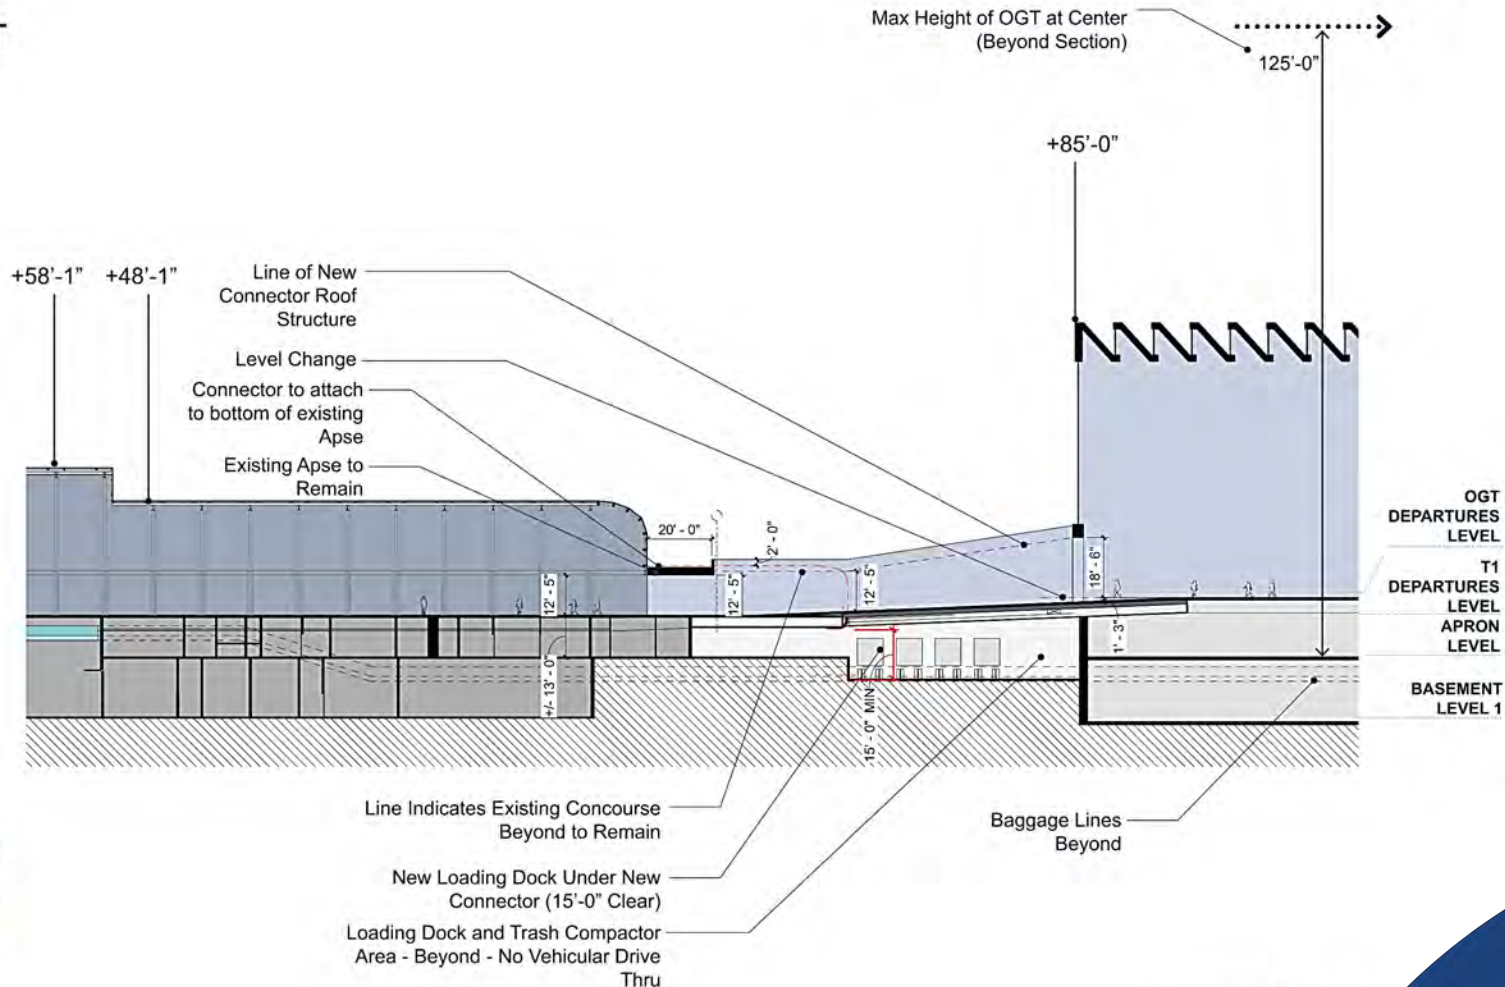 Max Height of OGT at Center
(Beyond Section)
125’-0”
+85’-0”
+58’-1”
+48’-1”
Line of New
Connector Roof
Structure
Level Change
Connector to attach
to bottom of existing
Apse
Existing Apse to
Remain
20' - 0"
2' - 0"
12' - 5"
12' - 5"
12' - 5"
18' - 6"
1' - 3"
+/- 13' - 0"
15' - 0" MIN
OGT
DEPARTURES
LEVEL
T1
DEPARTURES
LEVEL
APRON
LEVEL
BASEMENT
LEVEL 1
Line Indicates Existing Concourse
Beyond to Remain
New Loading Dock Under New
Connector (15’-0” Clear)
Loading Dock and Trash Compactor
Area - Beyond - No Vehicular Drive
Thru
Baggage Lines
Beyond